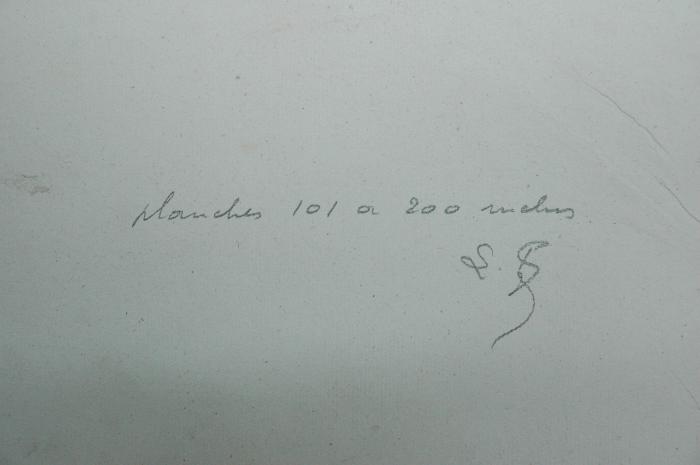 planches 101 a 200 inclus
L. B